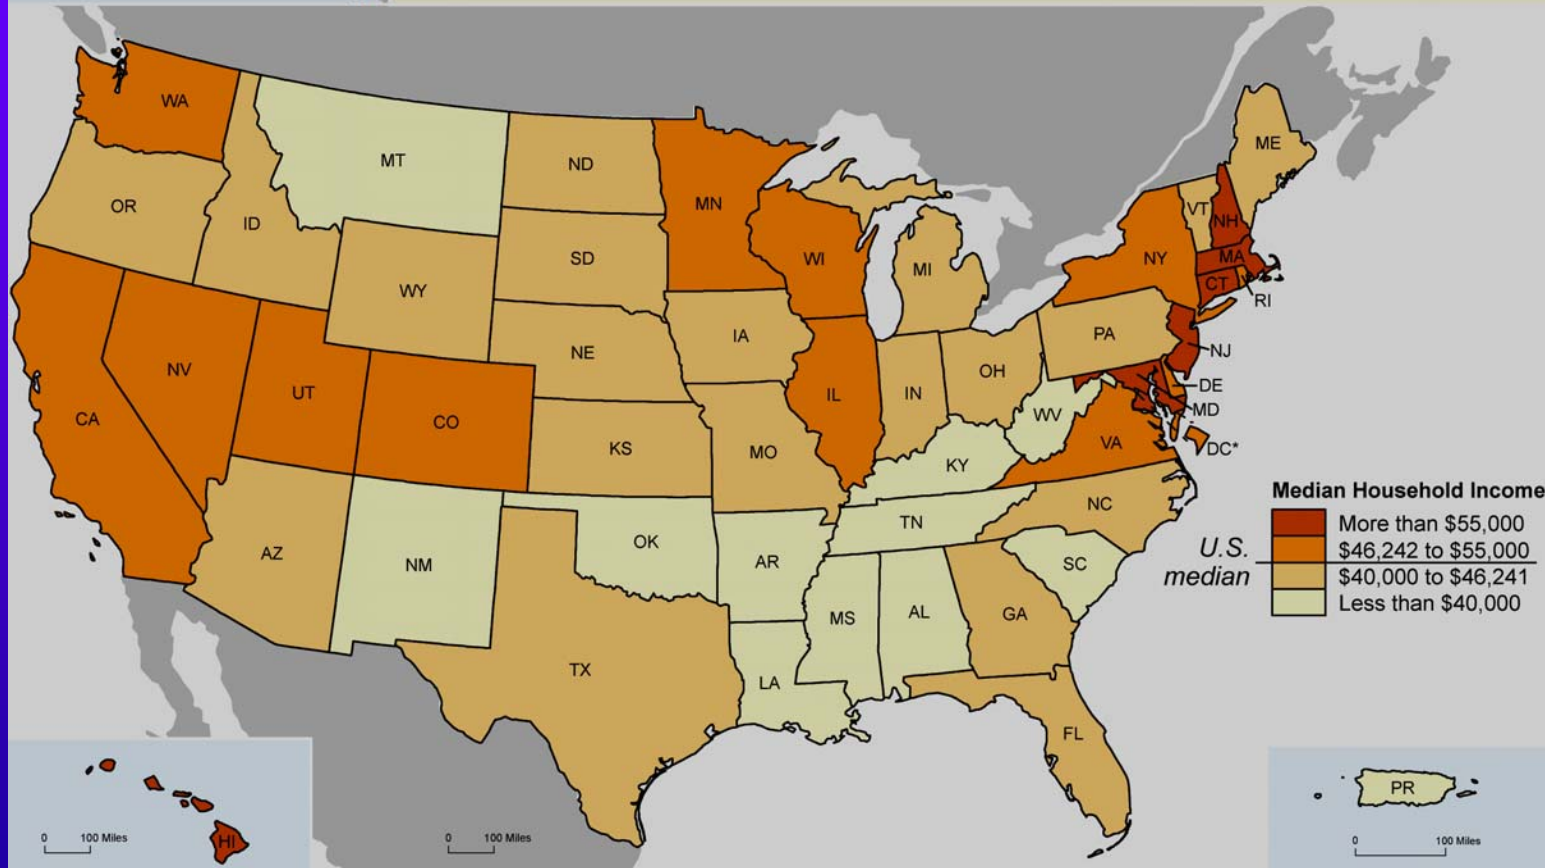 WA
MT
ND
MN
ME
OR
ID
SD
WI
MI
VT
NH
NY
MA
CT
RI
WY
IA
PA
NE
NJ
NV
UT
CO
IL
IN
OH
DE
MD
CA
KS
MO
WV
VA
DC*
KY
NC
AZ
NM
OK
AR
TN
SC
MS
AL
GA
TX
LA
FL
Median Household Income
More than $55,000
U.S.
median
$46,242 to $55,000
$40,000 to $46,241
Less than $40,000
HI
0 100 Miles
0 100 Miles
PR
0 100 Miles